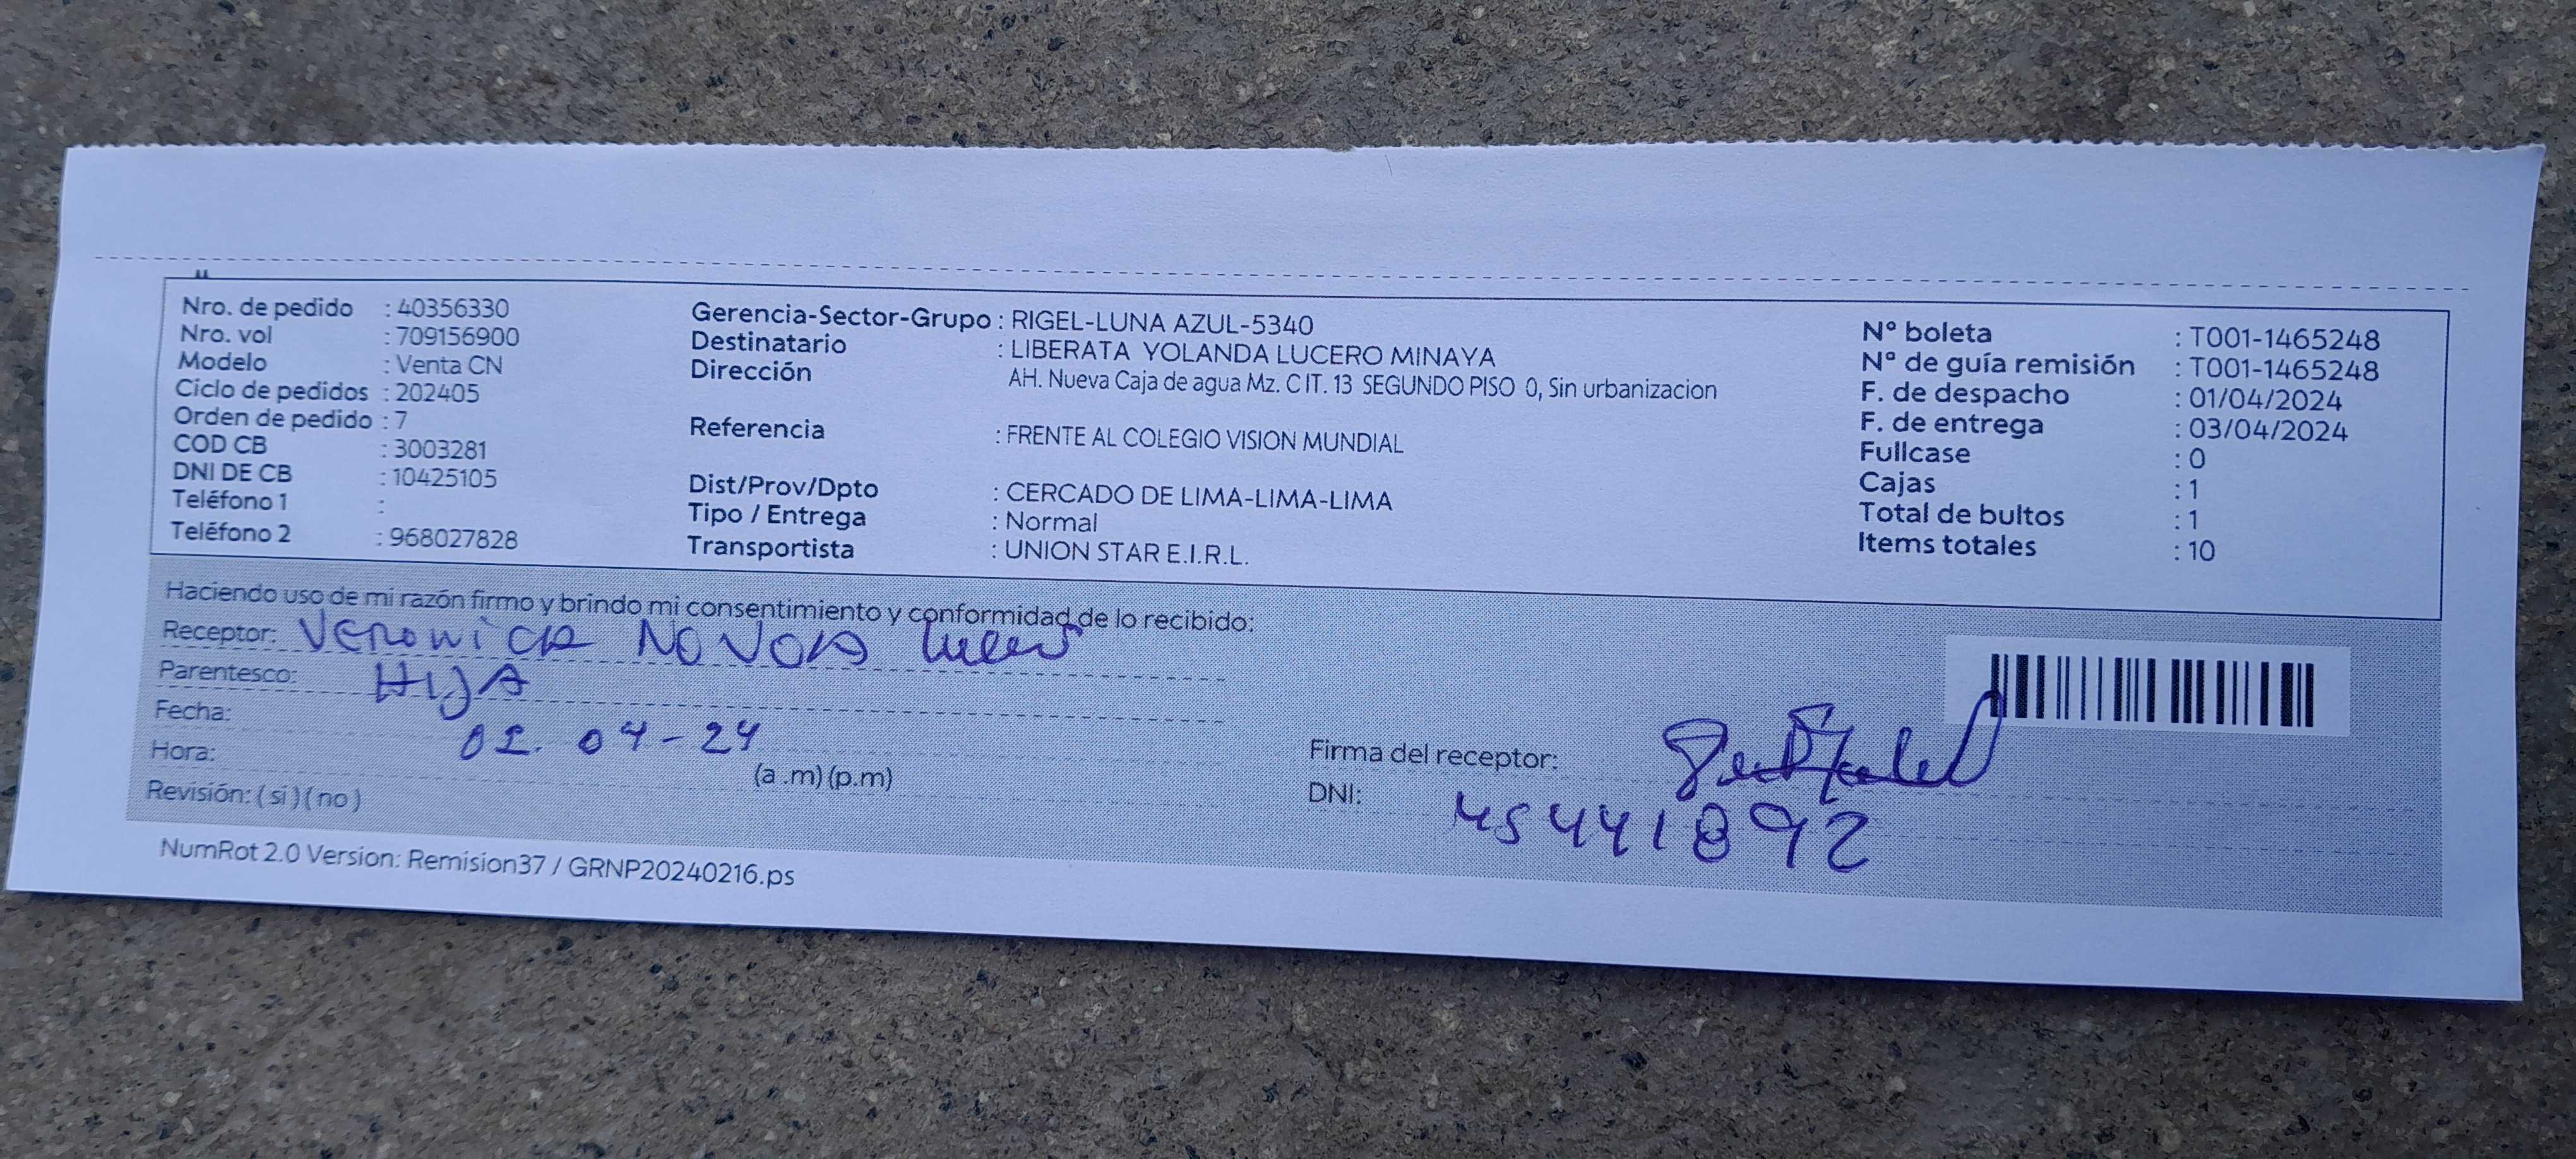 Nro. de pedido : 40356330
Nro. vol : 709156900
Modelo : Venta CN
Ciclo de pedidos : 202405
Orden de pedido : 7
COD CB : 3003281
DNI DE CB : 10425105
Teléfono 1 :
Teléfono 2 : 968027828
Gerencia-Sector-Grupo : RIGEL-LUNA AZUL-5340
Destinatario : LIBERATA YOLANDA LUCERO MINAYA
Dirección AH. Nueva Caja de agua Mz. C IT. 13 SEGUNDO PISO 0, Sin urbanizacion
Referencia : FRENTE AL COLEGIO VISION MUNDIAL
Dist/Prov/Dpto : CERCADO DE LIMA-LIMA-LIMA
Tipo / Entrega : Normal
Transportista : UNION STAR E.I.R.L.
Nº boleta : T001-1465248
Nº de guía remisión : T001-1465248
F. de despacho : 01/04/2024
F. de entrega : 03/04/2024
Fullcase : 0
Cajas : 1
Total de bultos : 1
Items totales : 10
Haciendo uso de mi razón firmo y brindo mi consentimiento y conformidad de lo recibido:
Receptor: Veronica Novoa Lucero
Parentesco: HIJA
Fecha: 02. 04-24
Hora: (a .m) (p.m)
Revisión: ( si ) ( no )
Firma del receptor:
DNI: 45441892
NumRot 2.0 Version: Remision37 / GRNP20240216.ps